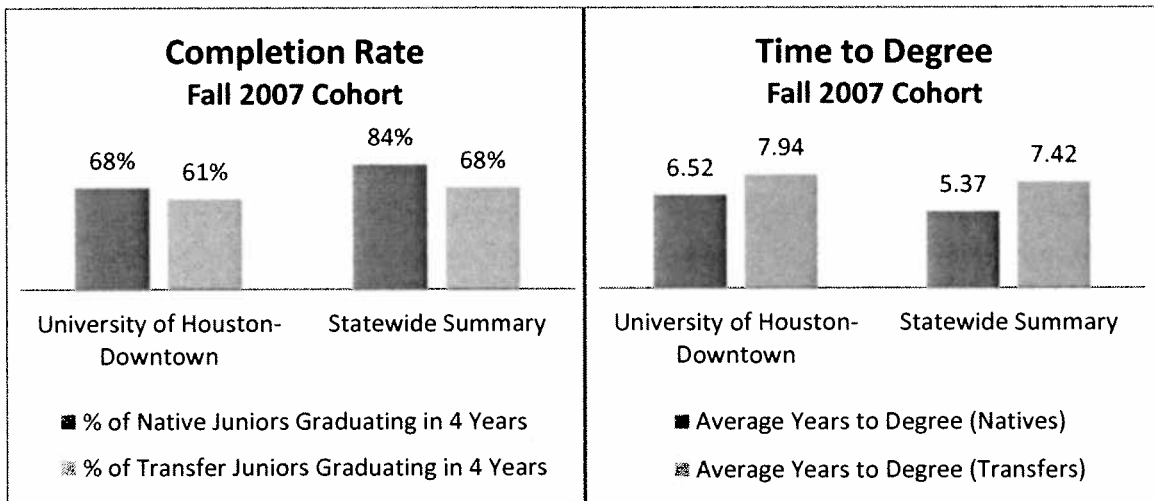 Completion Rate
Fall 2007 Cohort
68%
61%
84%
68%
University of Houston-
Downtown
Statewide Summary
% of Native Juniors Graduating in 4 Years
% of Transfer Juniors Graduating in 4 Years
Time to Degree
Fall 2007 Cohort
6.52
7.94
5.37
7.42
University of Houston-
Downtown
Statewide Summary
Average Years to Degree (Natives)
Average Years to Degree (Transfers)